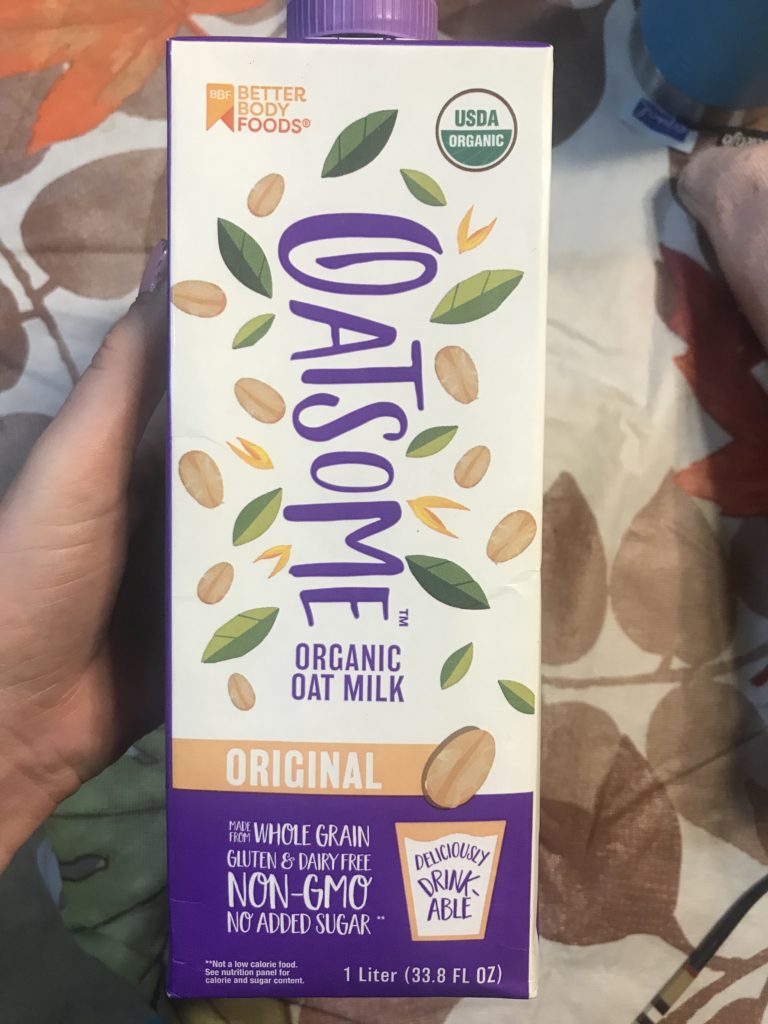 BBF
BETTER
BODY
FOODS®
USDA
ORGANIC
OATSOME™
ORGANIC
OAT MILK
ORIGINAL
MADE
FROM WHOLE GRAIN
GLUTEN & DAIRY FREE
NON-GMO
NO ADDED SUGAR **
DELICIOUSLY
DRINK-
ABLE
**Not a low calorie food.
See nutrition panel for
calorie and sugar content.
1 Liter (33.8 FL OZ)